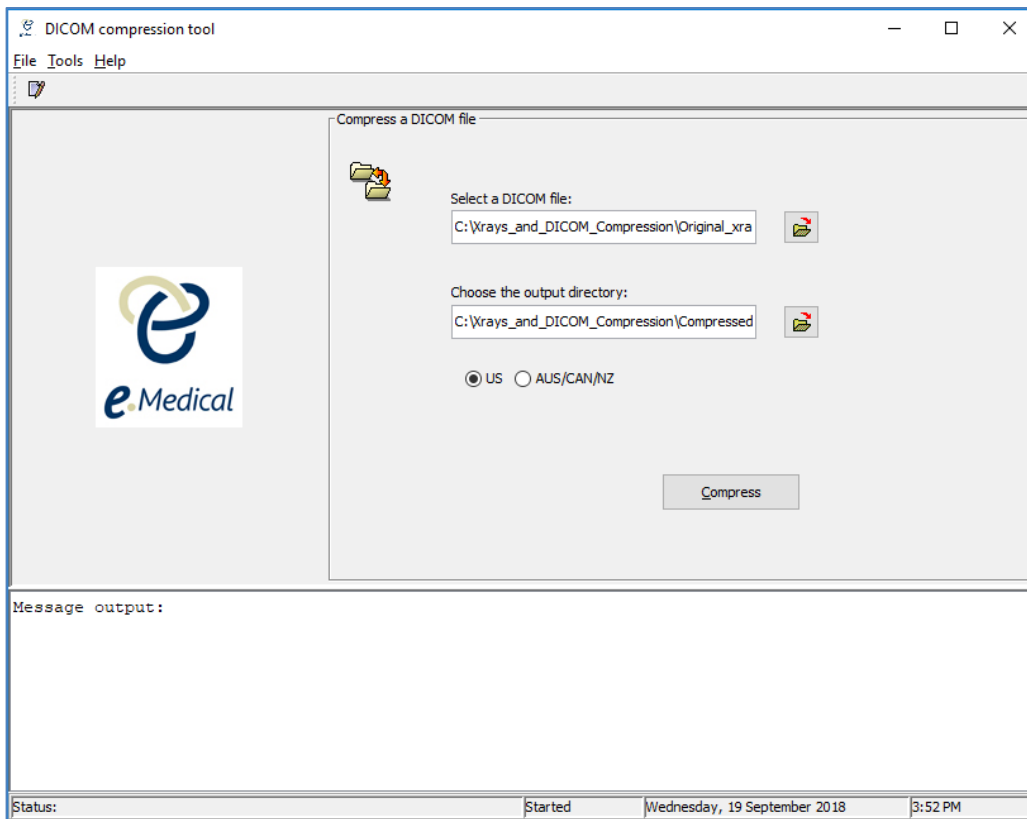 DICOM compression tool
File Tools Help
Compress a DICOM file
Select a DICOM file:
C:\Xrays_and_DICOM_Compression\Original_xra
Choose the output directory:
C:\Xrays_and_DICOM_Compression\Compressed
US AUS/CAN/NZ
e.Medical
Compress
Message output:
Status: Started Wednesday, 19 September 2018 3:52 PM